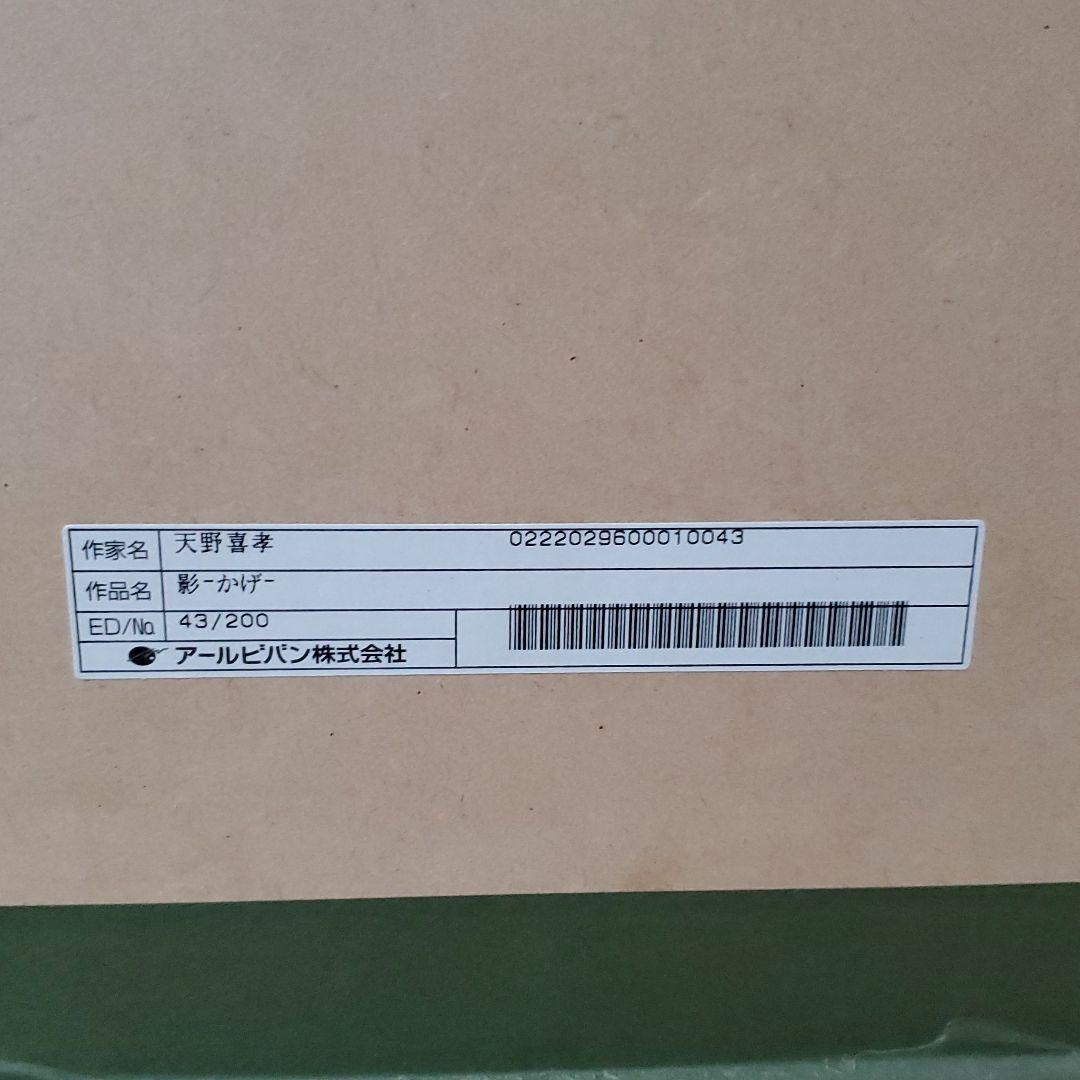 作家名 天野喜孝 0222029600010043
作品名 影-かげ-
ED/No 43/200
アールビバン株式会社